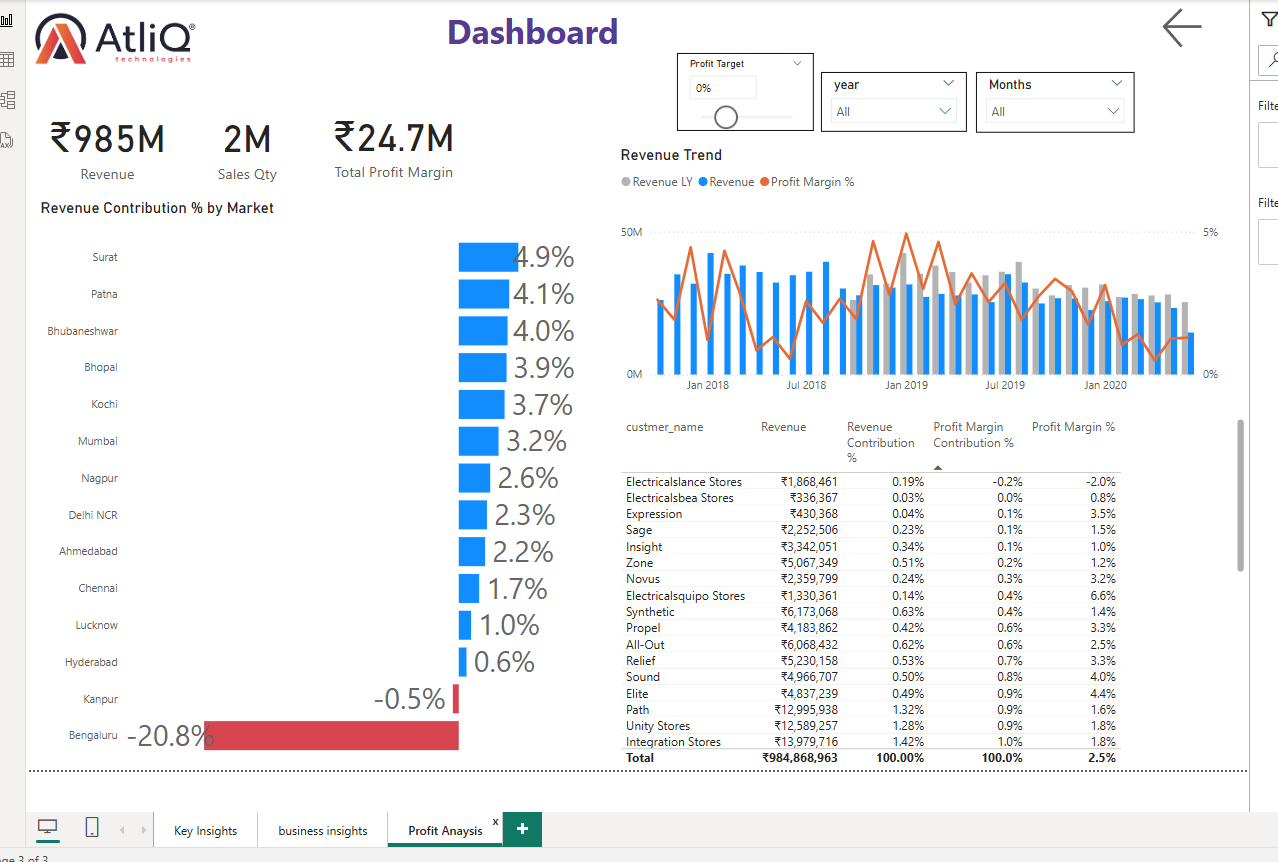 AtliQ®
technologies
Dashboard
Profit Target
0%
year
All
Months
All
₹985M
Revenue
2M
Sales Qty
₹24.7M
Total Profit Margin
Revenue Contribution % by Market
Surat 4.9%
Patna 4.1%
Bhubaneshwar 4.0%
Bhopal 3.9%
Kochi 3.7%
Mumbai 3.2%
Nagpur 2.6%
Delhi NCR 2.3%
Ahmedabad 2.2%
Chennai 1.7%
Lucknow 1.0%
Hyderabad 0.6%
Kanpur -0.5%
Bengaluru -20.8%
Revenue Trend
Revenue LY Revenue Profit Margin %
50M 5%
0M 0%
Jan 2018 Jul 2018 Jan 2019 Jul 2019 Jan 2020
custmer_name Revenue Revenue Profit Margin Profit Margin %
Contribution Contribution %
%
Electricalslance Stores ₹1,868,461 0.19% -0.2% -2.0%
Electricalsbea Stores ₹336,367 0.03% 0.0% 0.8%
Expression ₹430,368 0.04% 0.1% 3.5%
Sage ₹2,252,506 0.23% 0.1% 1.5%
Insight ₹3,342,051 0.34% 0.1% 1.0%
Zone ₹5,067,349 0.51% 0.2% 1.2%
Novus ₹2,359,799 0.24% 0.3% 3.2%
Electricalsquipo Stores ₹1,330,361 0.14% 0.4% 6.6%
Synthetic ₹6,173,068 0.63% 0.4% 1.4%
Propel ₹4,183,862 0.42% 0.6% 3.3%
All-Out ₹6,068,432 0.62% 0.6% 2.5%
Relief ₹5,230,158 0.53% 0.7% 3.3%
Sound ₹4,966,707 0.50% 0.8% 4.0%
Elite ₹4,837,239 0.49% 0.9% 4.4%
Path ₹12,995,938 1.32% 0.9% 1.6%
Unity Stores ₹12,589,257 1.28% 0.9% 1.8%
Integration Stores ₹13,979,716 1.42% 1.0% 1.8%
Total ₹984,868,963 100.00% 100.0% 2.5%
Filte
Filte
Key Insights
business insights
Profit Anaysis
x
+
ge 3 of 3